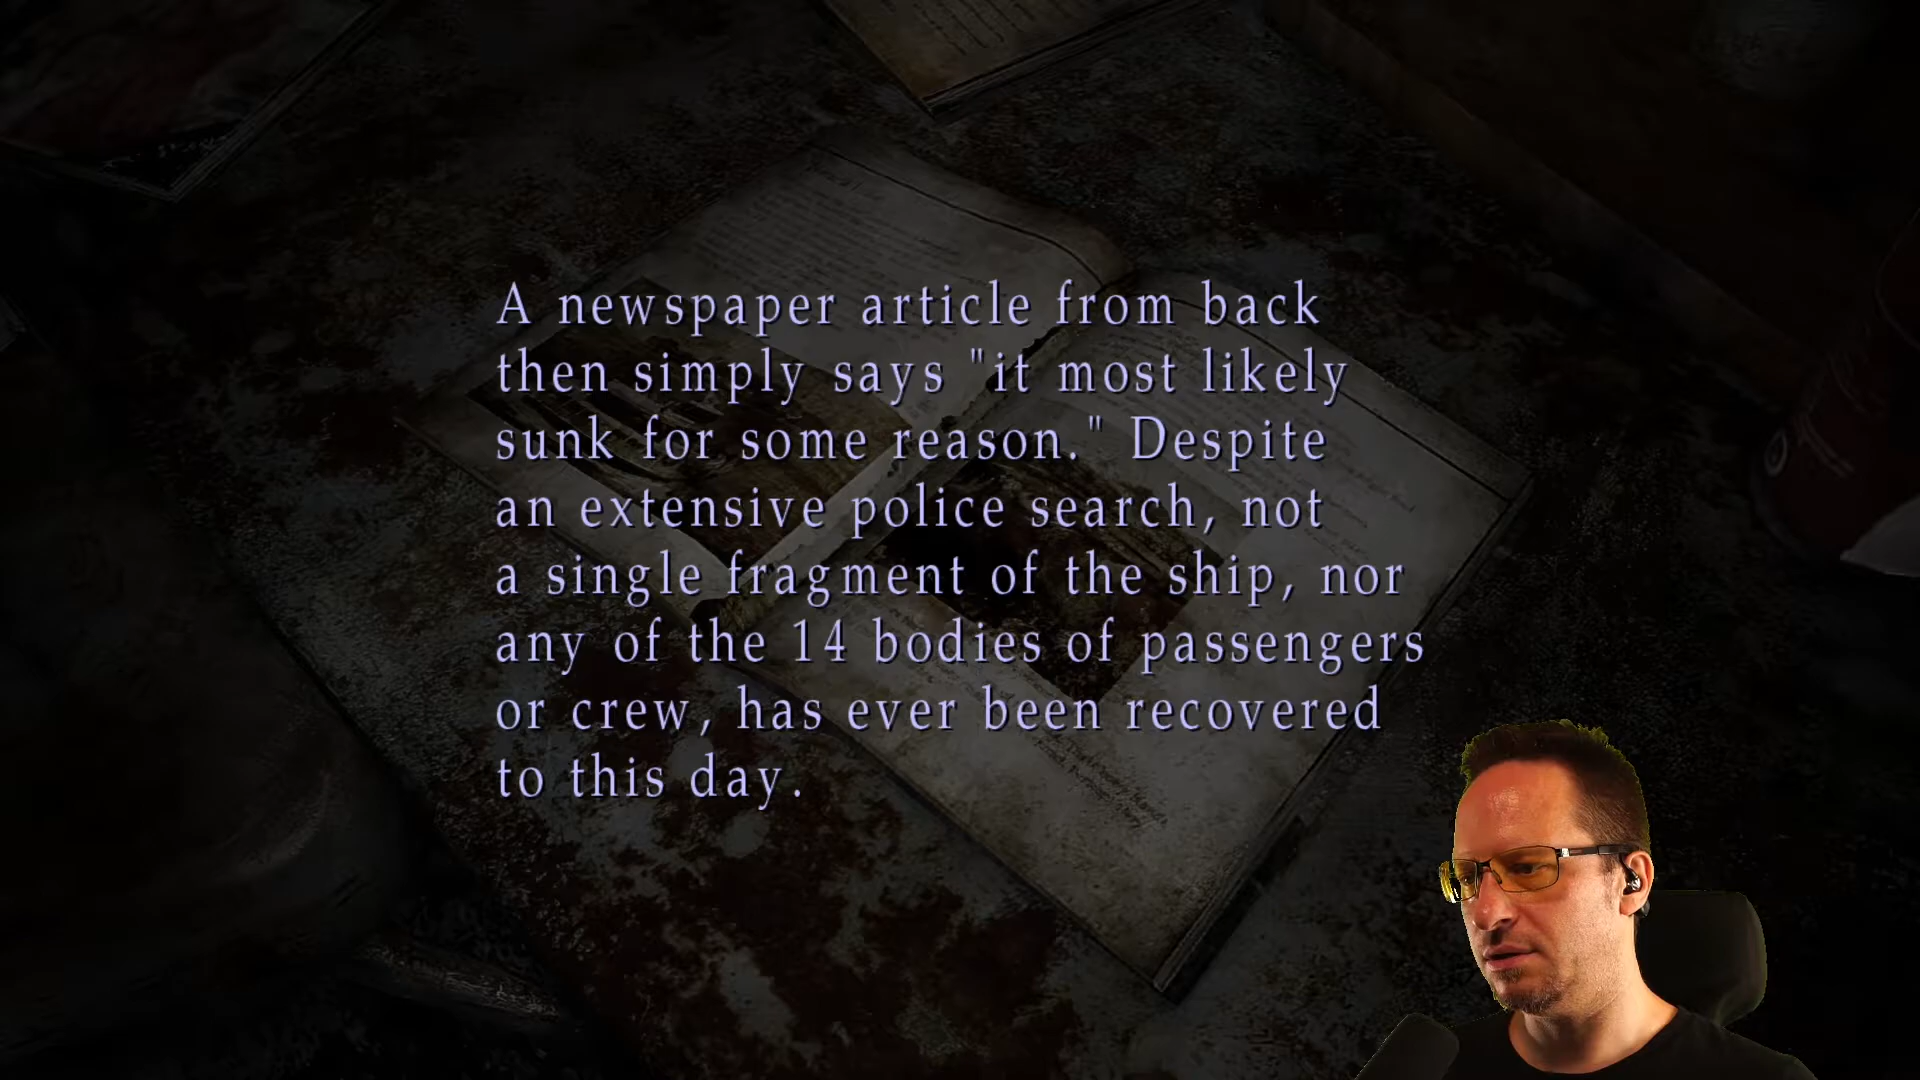 A newspaper article from back
then simply says "it most likely
sunk for some reason." Despite
an extensive police search, not
a single fragment of the ship, nor
any of the 14 bodies of passengers
or crew, has ever been recovered
to this day.